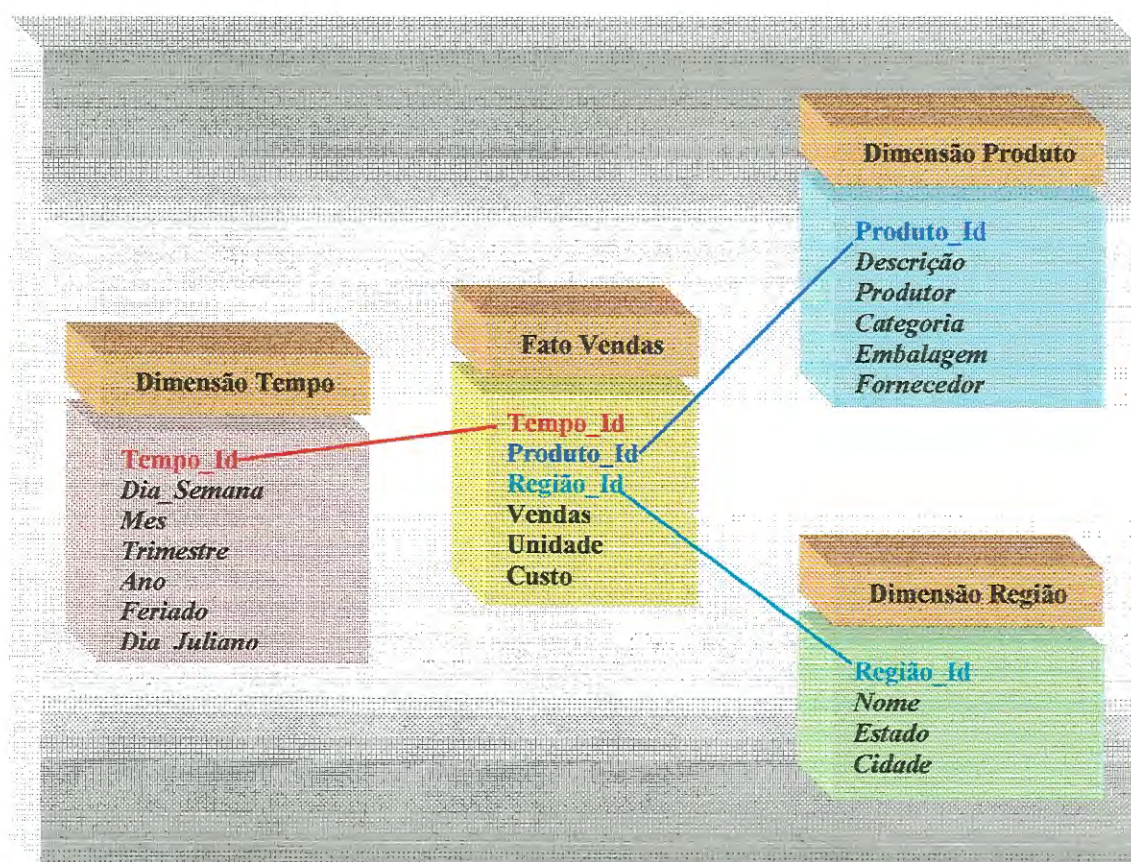 Dimensão Produto
Produto_Id
Descrição
Produtor
Categoria
Embalagem
Fornecedor
Fato Vendas
Tempo_Id
Produto_Id
Região_Id
Vendas
Unidade
Custo
Dimensão Tempo
Tempo_Id
Dia_Semana
Mes
Trimestre
Ano
Feriado
Dia_Juliano
Dimensão Região
Região_Id
Nome
Estado
Cidade